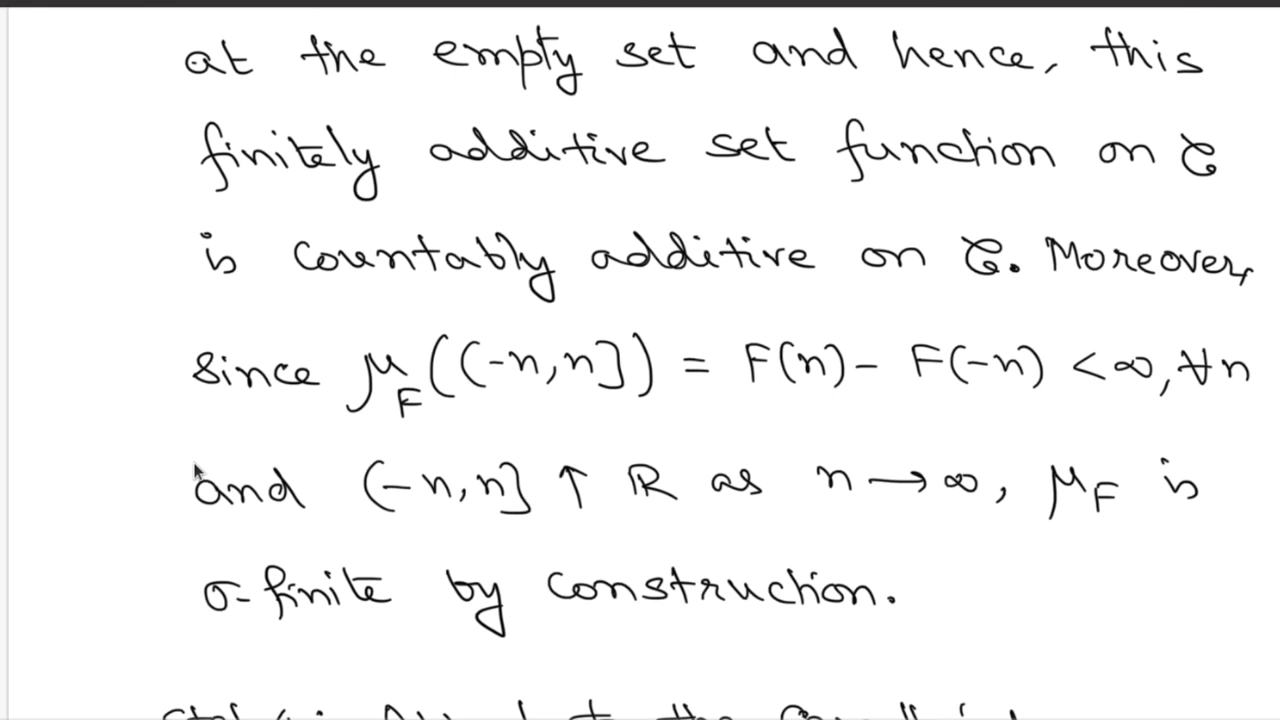 at the empty set and hence, this
finitely additive set function on 𝒞
is countably additive on 𝒞. Moreover,
since μ_F((-n,n]) = F(n) - F(-n) < ∞, ∀n
and (-n,n] ↑ ℝ as n → ∞, μ_F is
σ-finite by construction.